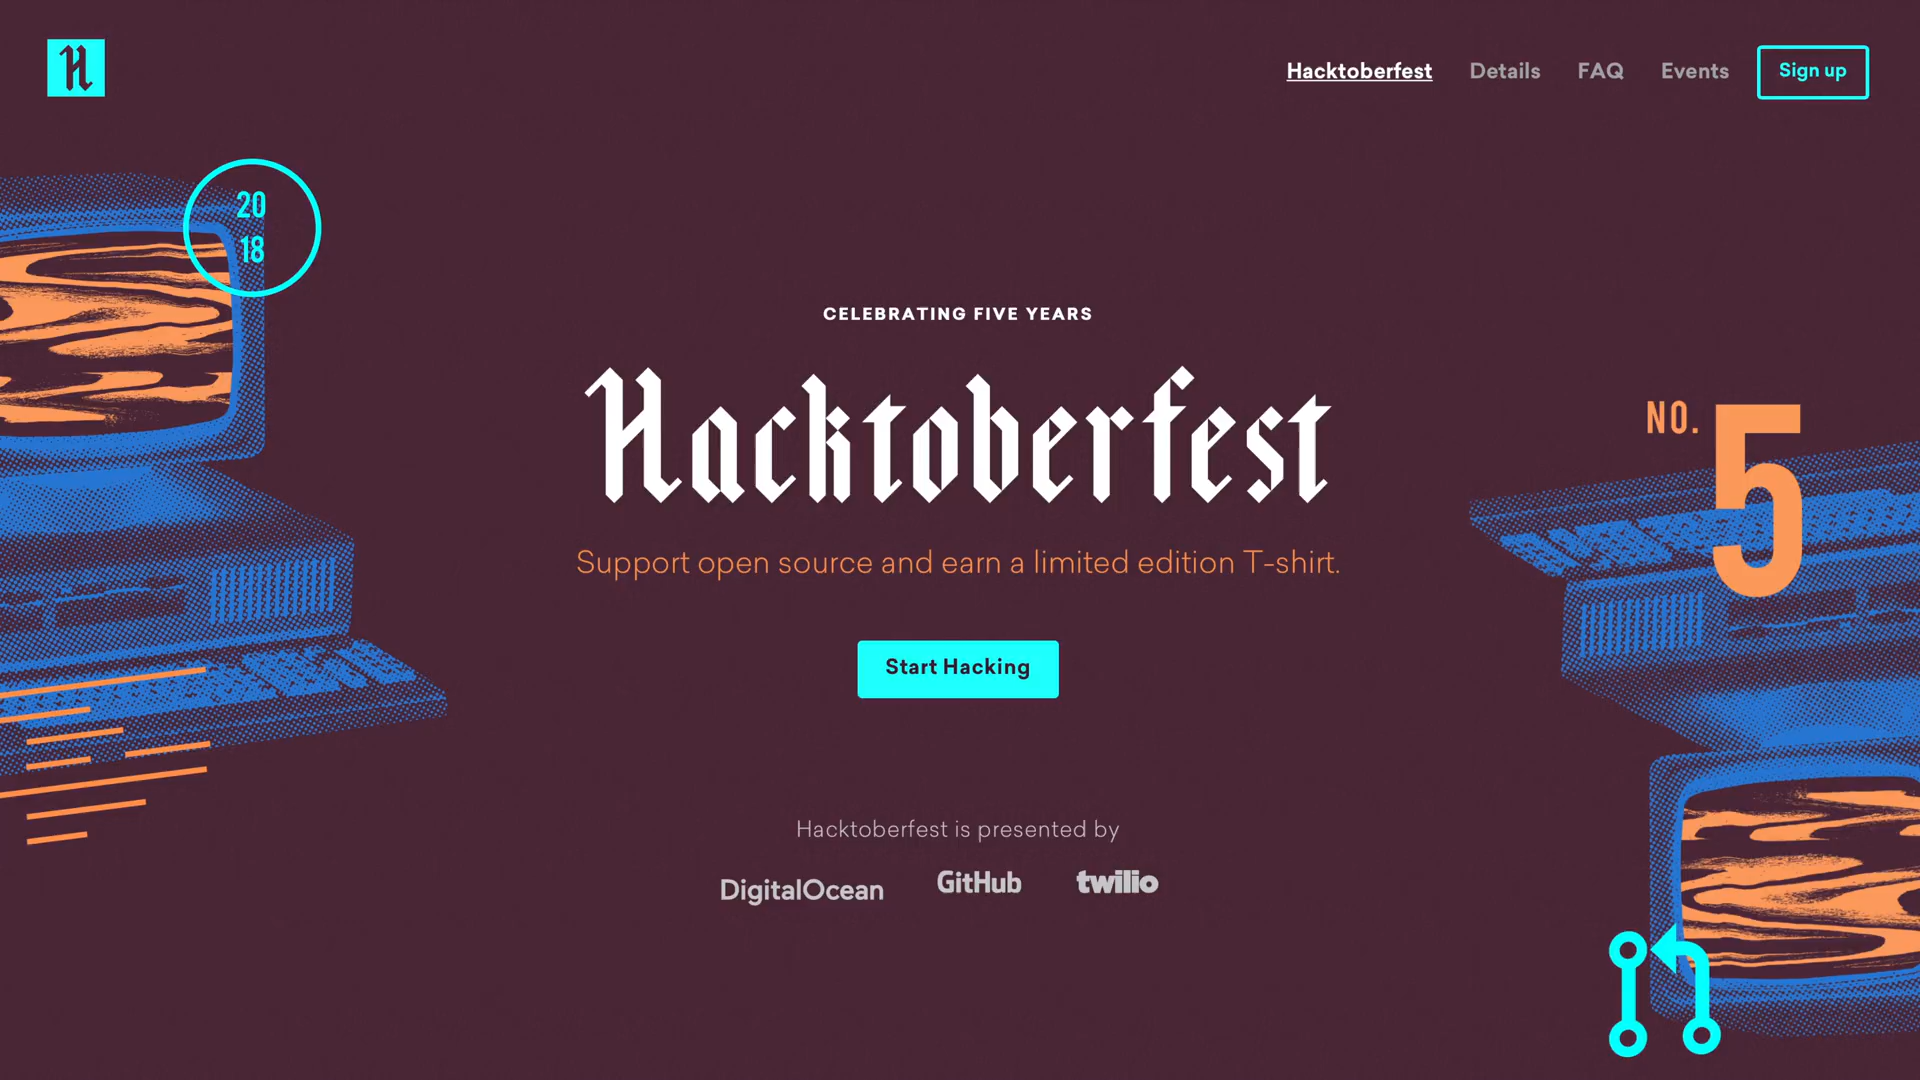 H
Hacktoberfest
Details
FAQ
Events
Sign up
20
18
CELEBRATING FIVE YEARS
Hacktoberfest
Support open source and earn a limited edition T-shirt.
Start Hacking
NO. 5
Hacktoberfest is presented by
DigitalOcean
GitHub
twilio